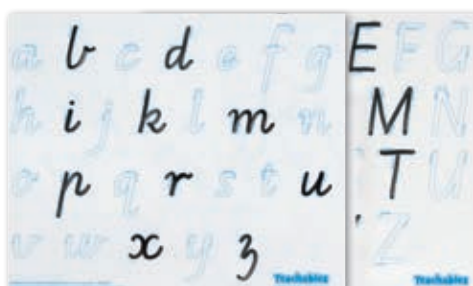 a b c d e f g
h i j k l m n
o p q r s t u
v w x y z
Teachables
E F G
M N
T U
Z
Teachables